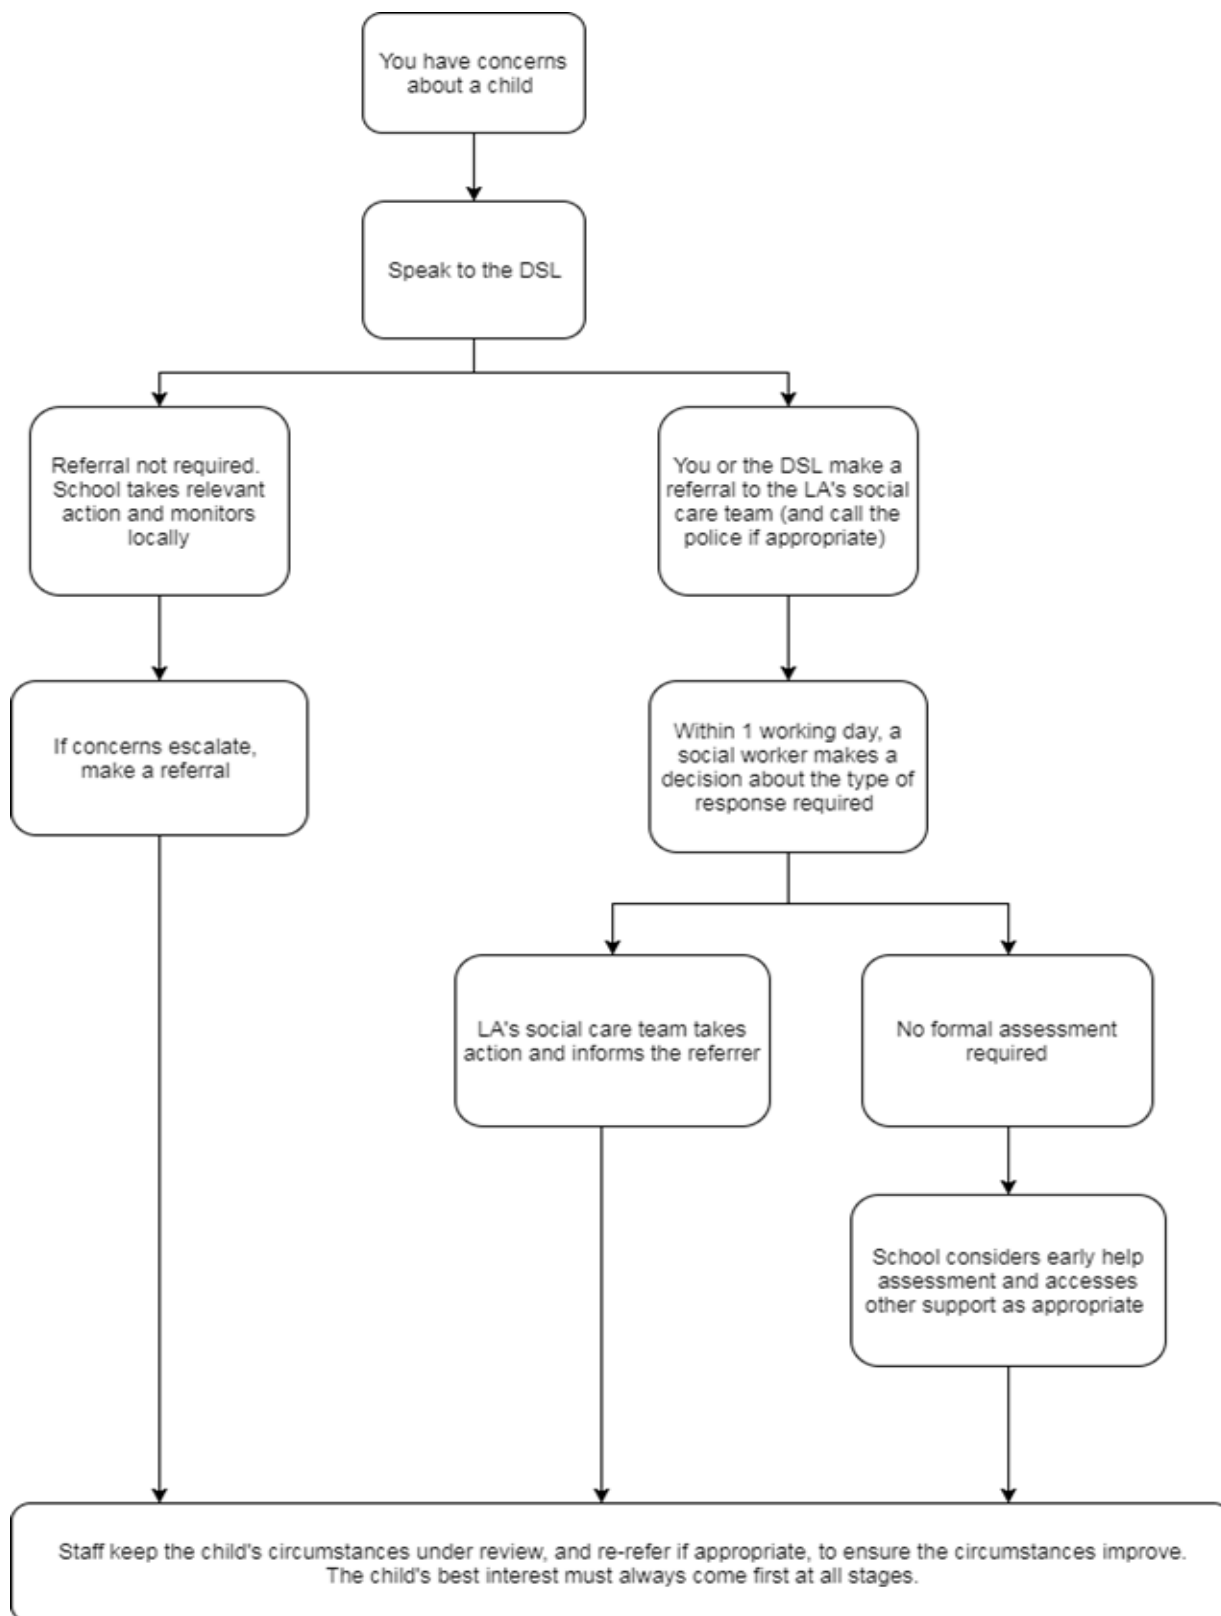 You have concerns
about a child
Speak to the DSL
Referral not required.
School takes relevant
action and monitors
locally
You or the DSL make a
referral to the LA's social
care team (and call the
police if appropriate)
If concerns escalate,
make a referral
Within 1 working day, a
social worker makes a
decision about the type of
response required
LA's social care team takes
action and informs the referrer
No formal assessment
required
School considers early help
assessment and accesses
other support as appropriate
Staff keep the child's circumstances under review, and re-refer if appropriate, to ensure the circumstances improve.
The child's best interest must always come first at all stages.